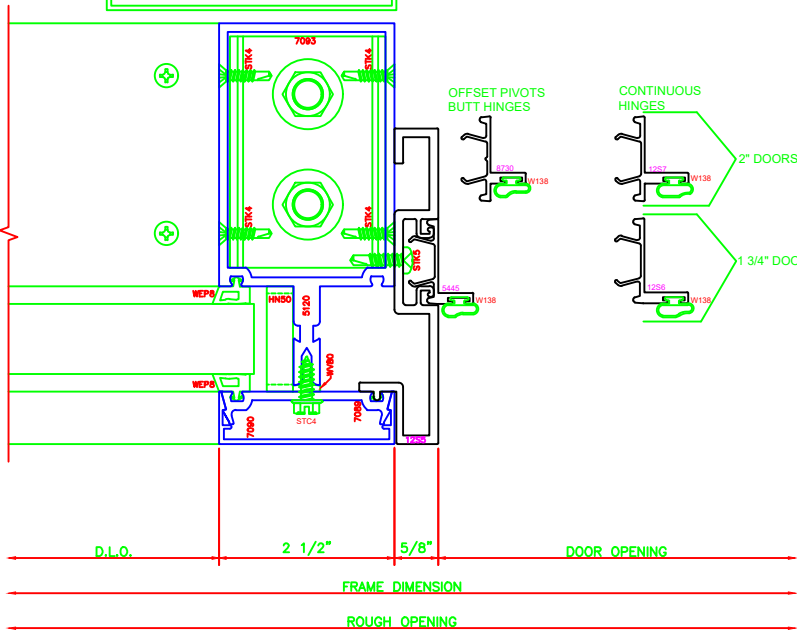 7093
STK4
STK4
OFFSET PIVOTS
BUTT HINGES
CONTINUOUS
HINGES
2" DOORS
8730
W138
12S7
W138
STK4
STK4
STK5
1 3/4" DOO
WEP8
HN50
5120
5445
W138
12S6
W138
WEP8
WV80
7090
STC4
7089
12S5
D.L.O.
2 1/2"
5/8"
DOOR OPENING
FRAME DIMENSION
ROUGH OPENING